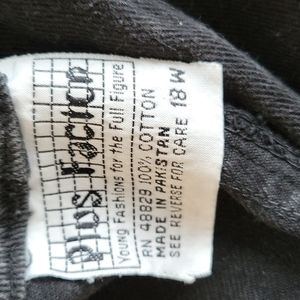 Plus Factor
Young Fashions for the Full Figure
RN 48829 100% COTTON
MADE IN PAKISTAN
SEE REVERSE FOR CARE 18W